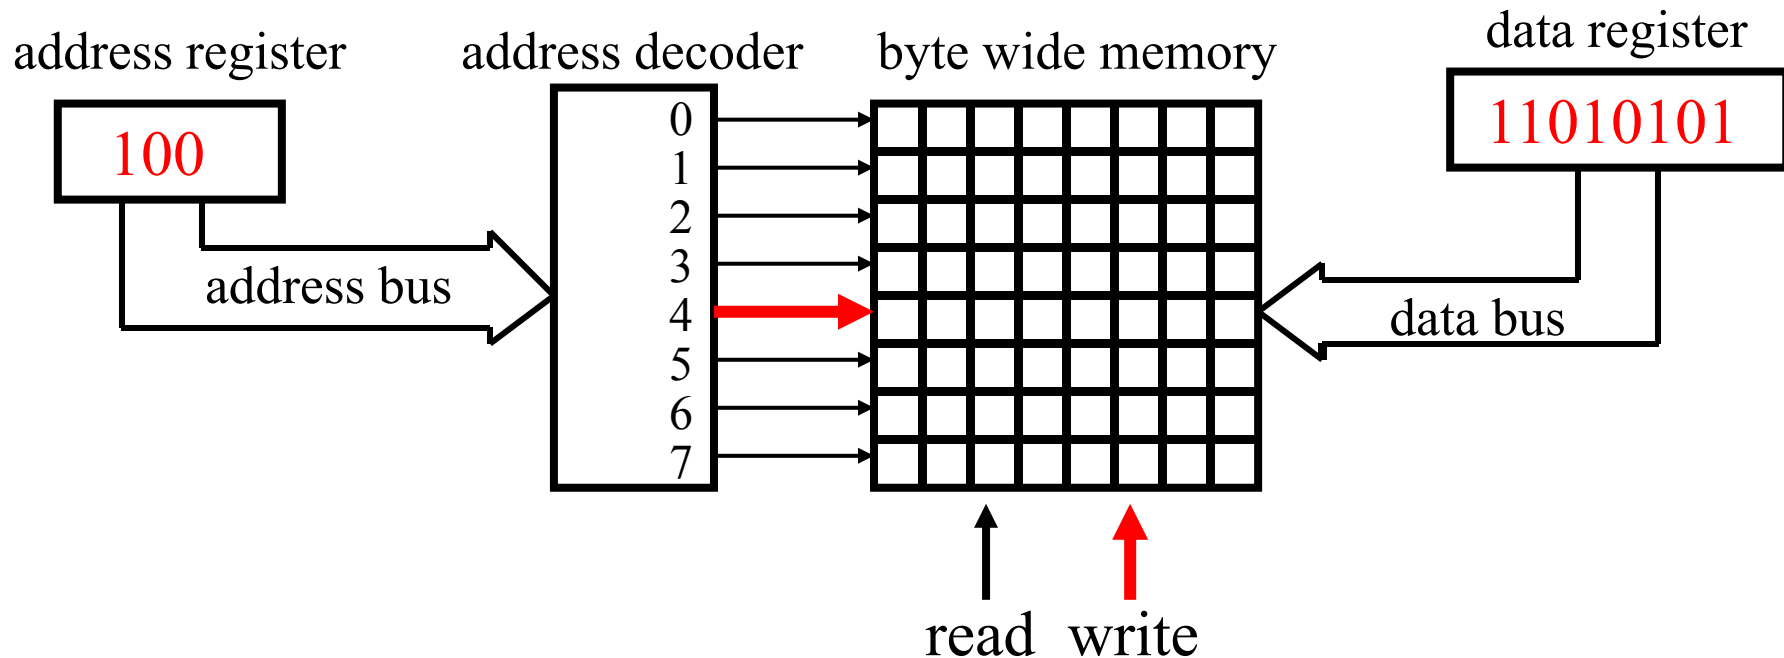 address register
address decoder
byte wide memory
data register
100
11010101
0
1
2
3
4
5
6
7
address bus
data bus
read write